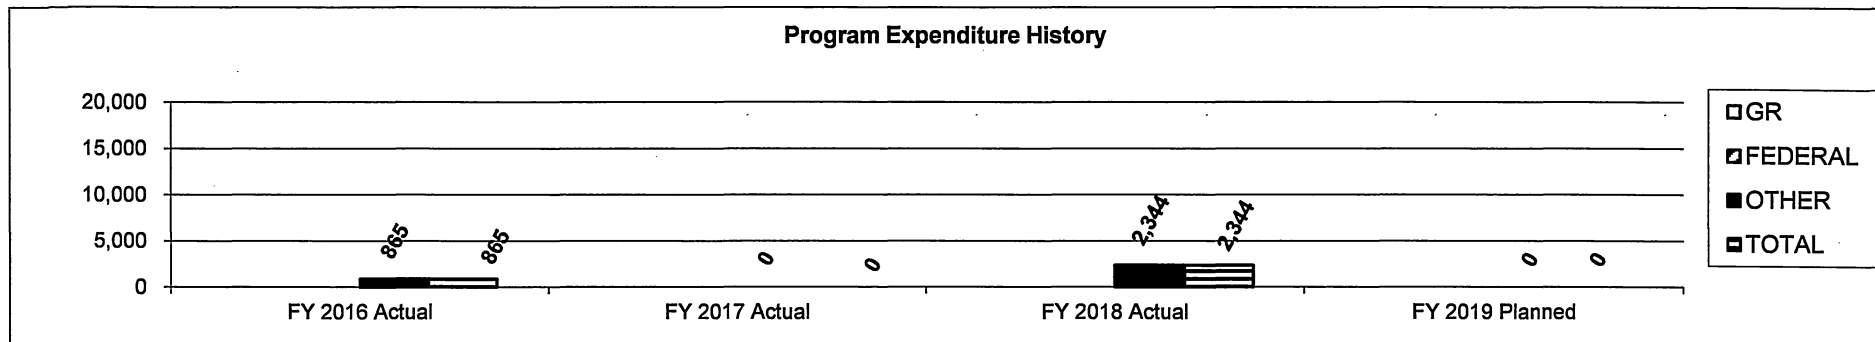 Program Expenditure History
20,000
15,000
10,000
5,000
0
865
865
0
0
2,344
2,344
0
0
FY 2016 Actual
FY 2017 Actual
FY 2018 Actual
FY 2019 Planned
GR
FEDERAL
OTHER
TOTAL